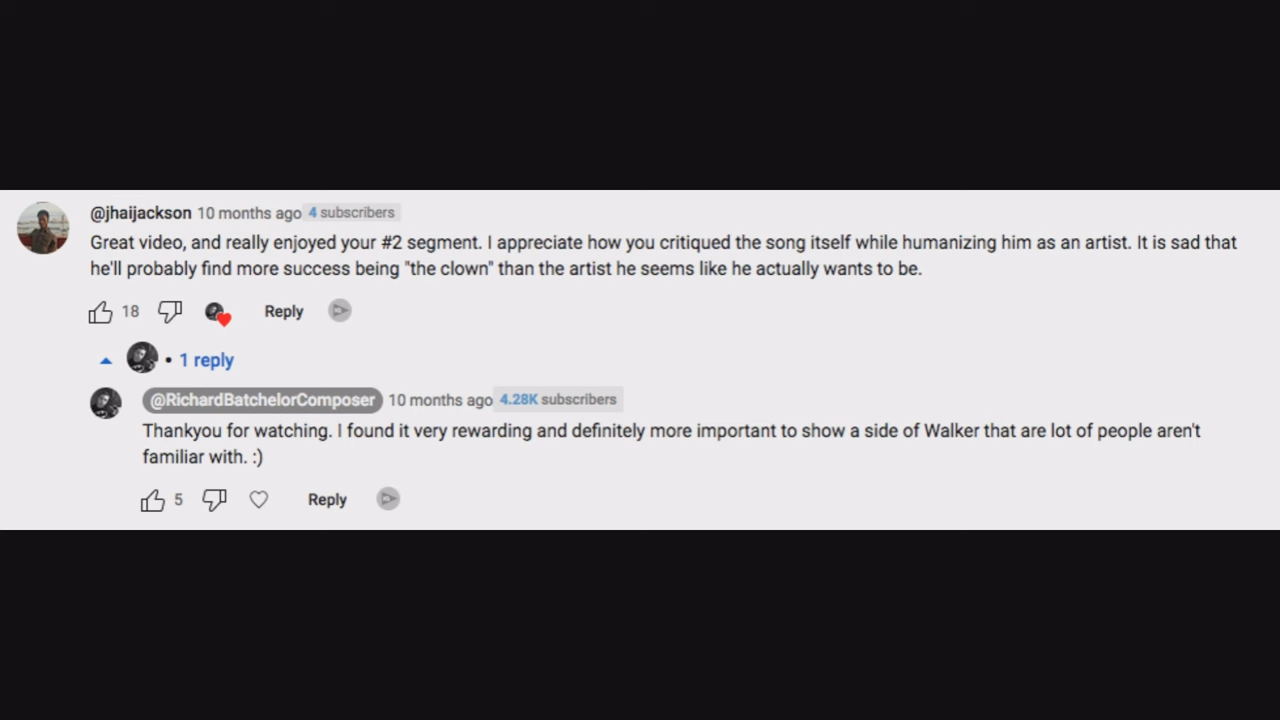 @jhaijackson 10 months ago 4 subscribers
Great video, and really enjoyed your #2 segment. I appreciate how you critiqued the song itself while humanizing him as an artist. It is sad that
he'll probably find more success being "the clown" than the artist he seems like he actually wants to be.
18 Reply
• 1 reply
@RichardBatchelorComposer 10 months ago 4.28K subscribers
Thankyou for watching. I found it very rewarding and definitely more important to show a side of Walker that are lot of people aren't
familiar with. :)
5 Reply